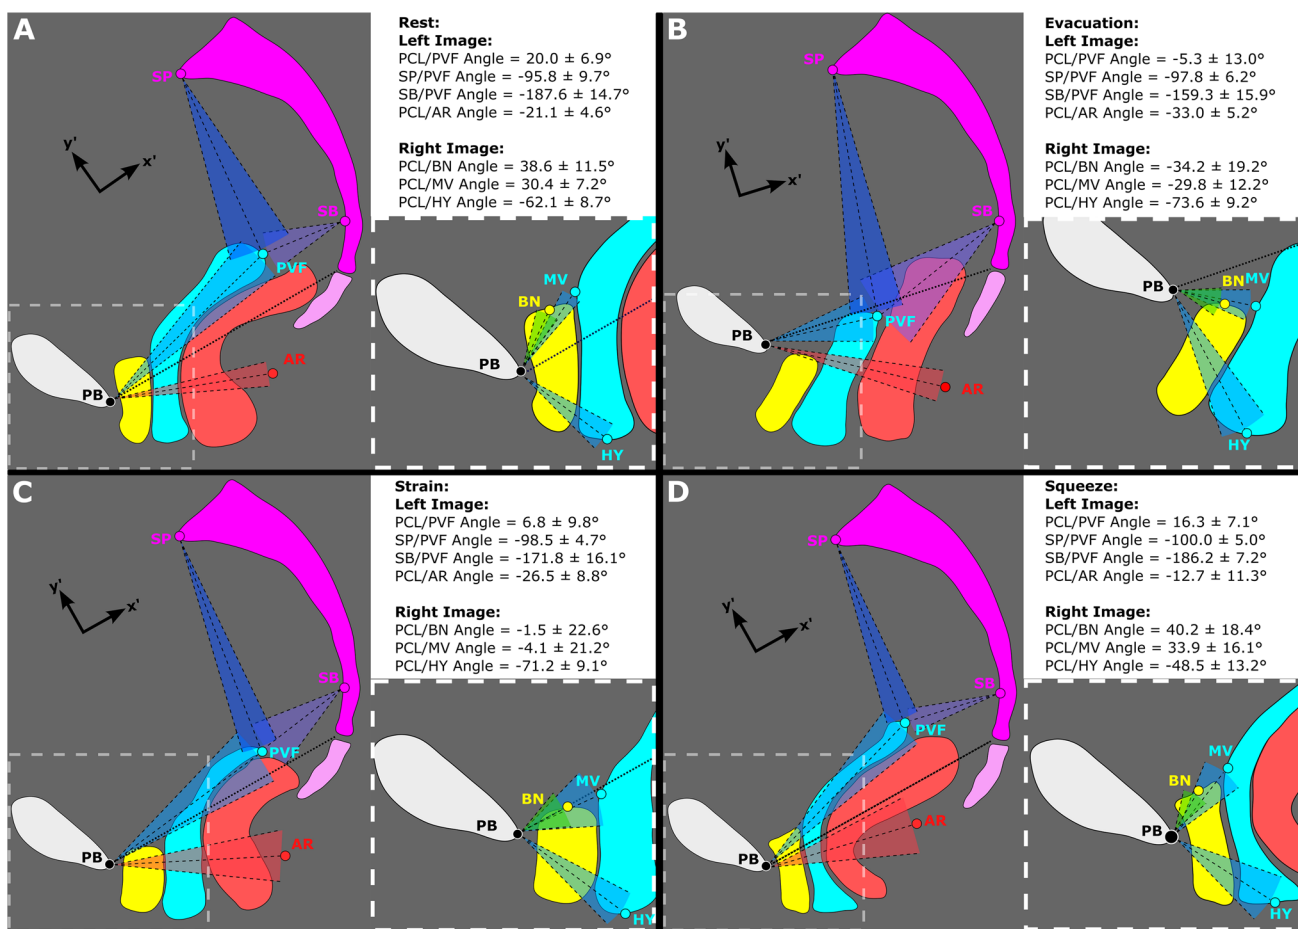 A
SP
y'
x'
SB
PVF
PB
AR
Rest:
Left Image:
PCL/PVF Angle = 20.0 ± 6.9°
SP/PVF Angle = -95.8 ± 9.7°
SB/PVF Angle = -187.6 ± 14.7°
PCL/AR Angle = -21.1 ± 4.6°
Right Image:
PCL/BN Angle = 38.6 ± 11.5°
PCL/MV Angle = 30.4 ± 7.2°
PCL/HY Angle = -62.1 ± 8.7°
MV
BN
PB
HY
B
SP
y'
x'
SB
PVF
PB
AR
Evacuation:
Left Image:
PCL/PVF Angle = -5.3 ± 13.0°
SP/PVF Angle = -97.8 ± 6.2°
SB/PVF Angle = -159.3 ± 15.9°
PCL/AR Angle = -33.0 ± 5.2°
Right Image:
PCL/BN Angle = -34.2 ± 19.2°
PCL/MV Angle = -29.8 ± 12.2°
PCL/HY Angle = -73.6 ± 9.2°
PB
BN
MV
HY
C
SP
y'
x'
SB
PVF
PB
AR
Strain:
Left Image:
PCL/PVF Angle = 6.8 ± 9.8°
SP/PVF Angle = -98.5 ± 4.7°
SB/PVF Angle = -171.8 ± 16.1°
PCL/AR Angle = -26.5 ± 8.8°
Right Image:
PCL/BN Angle = -1.5 ± 22.6°
PCL/MV Angle = -4.1 ± 21.2°
PCL/HY Angle = -71.2 ± 9.1°
MV
BN
PB
HY
D
SP
y'
x'
SB
PVF
PB
AR
Squeeze:
Left Image:
PCL/PVF Angle = 16.3 ± 7.1°
SP/PVF Angle = -100.0 ± 5.0°
SB/PVF Angle = -186.2 ± 7.2°
PCL/AR Angle = -12.7 ± 11.3°
Right Image:
PCL/BN Angle = 40.2 ± 18.4°
PCL/MV Angle = 33.9 ± 16.1°
PCL/HY Angle = -48.5 ± 13.2°
MV
BN
PB
HY